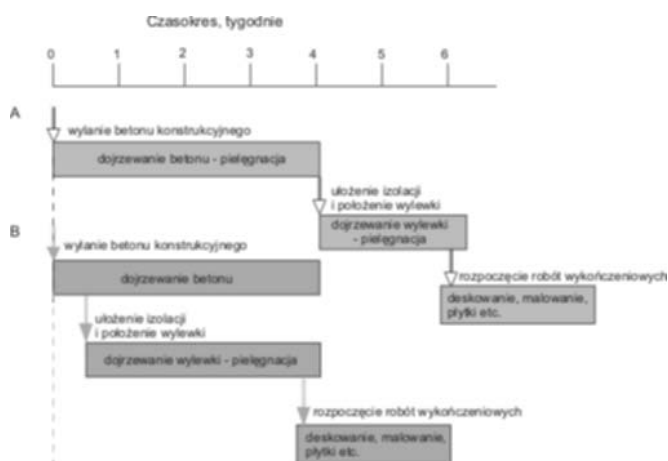 Czasokres, tygodnie
0 1 2 3 4 5 6
A
wylanie betonu konstrukcyjnego
dojrzewanie betonu - pielęgnacja
ułożenie izolacji
i położenie wylewki
dojrzewanie wylewki
- pielęgnacja
B
wylanie betonu konstrukcyjnego
rozpoczęcie robót wykończeniowych
dojrzewanie betonu
deskowanie, malowanie,
płytki etc.
ułożenie izolacji
i położenie wylewki
dojrzewanie wylewki - pielęgnacja
rozpoczęcie robót wykończeniowych
deskowanie, malowanie,
płytki etc.